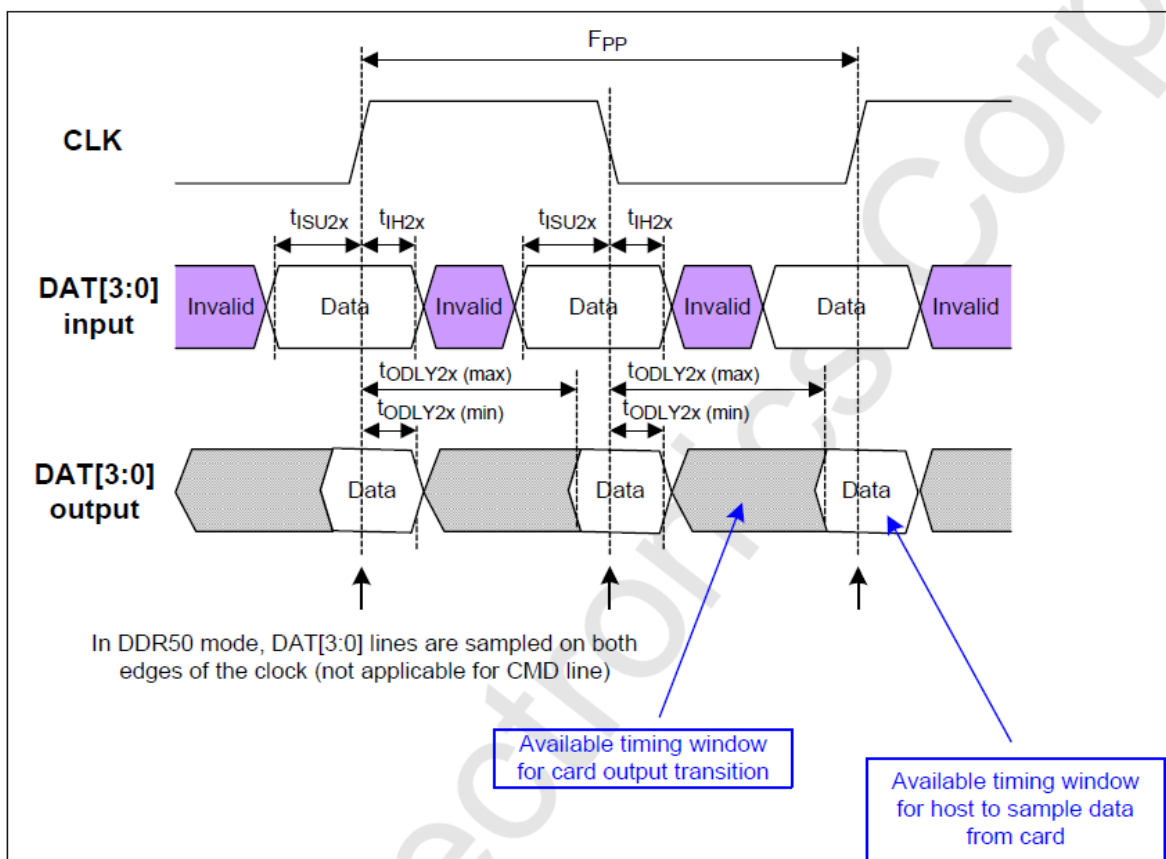 FPP
CLK
tISU2x tIH2x tISU2x tIH2x
DAT[3:0]
input
Invalid Data Invalid Data Invalid Data Invalid
tODLY2x (max) tODLY2x (max)
tODLY2x (min) tODLY2x (min)
DAT[3:0]
output
Data Data Data
In DDR50 mode, DAT[3:0] lines are sampled on both
edges of the clock (not applicable for CMD line)
Available timing window
for card output transition
Available timing window
for host to sample data
from card
ectronics Corp